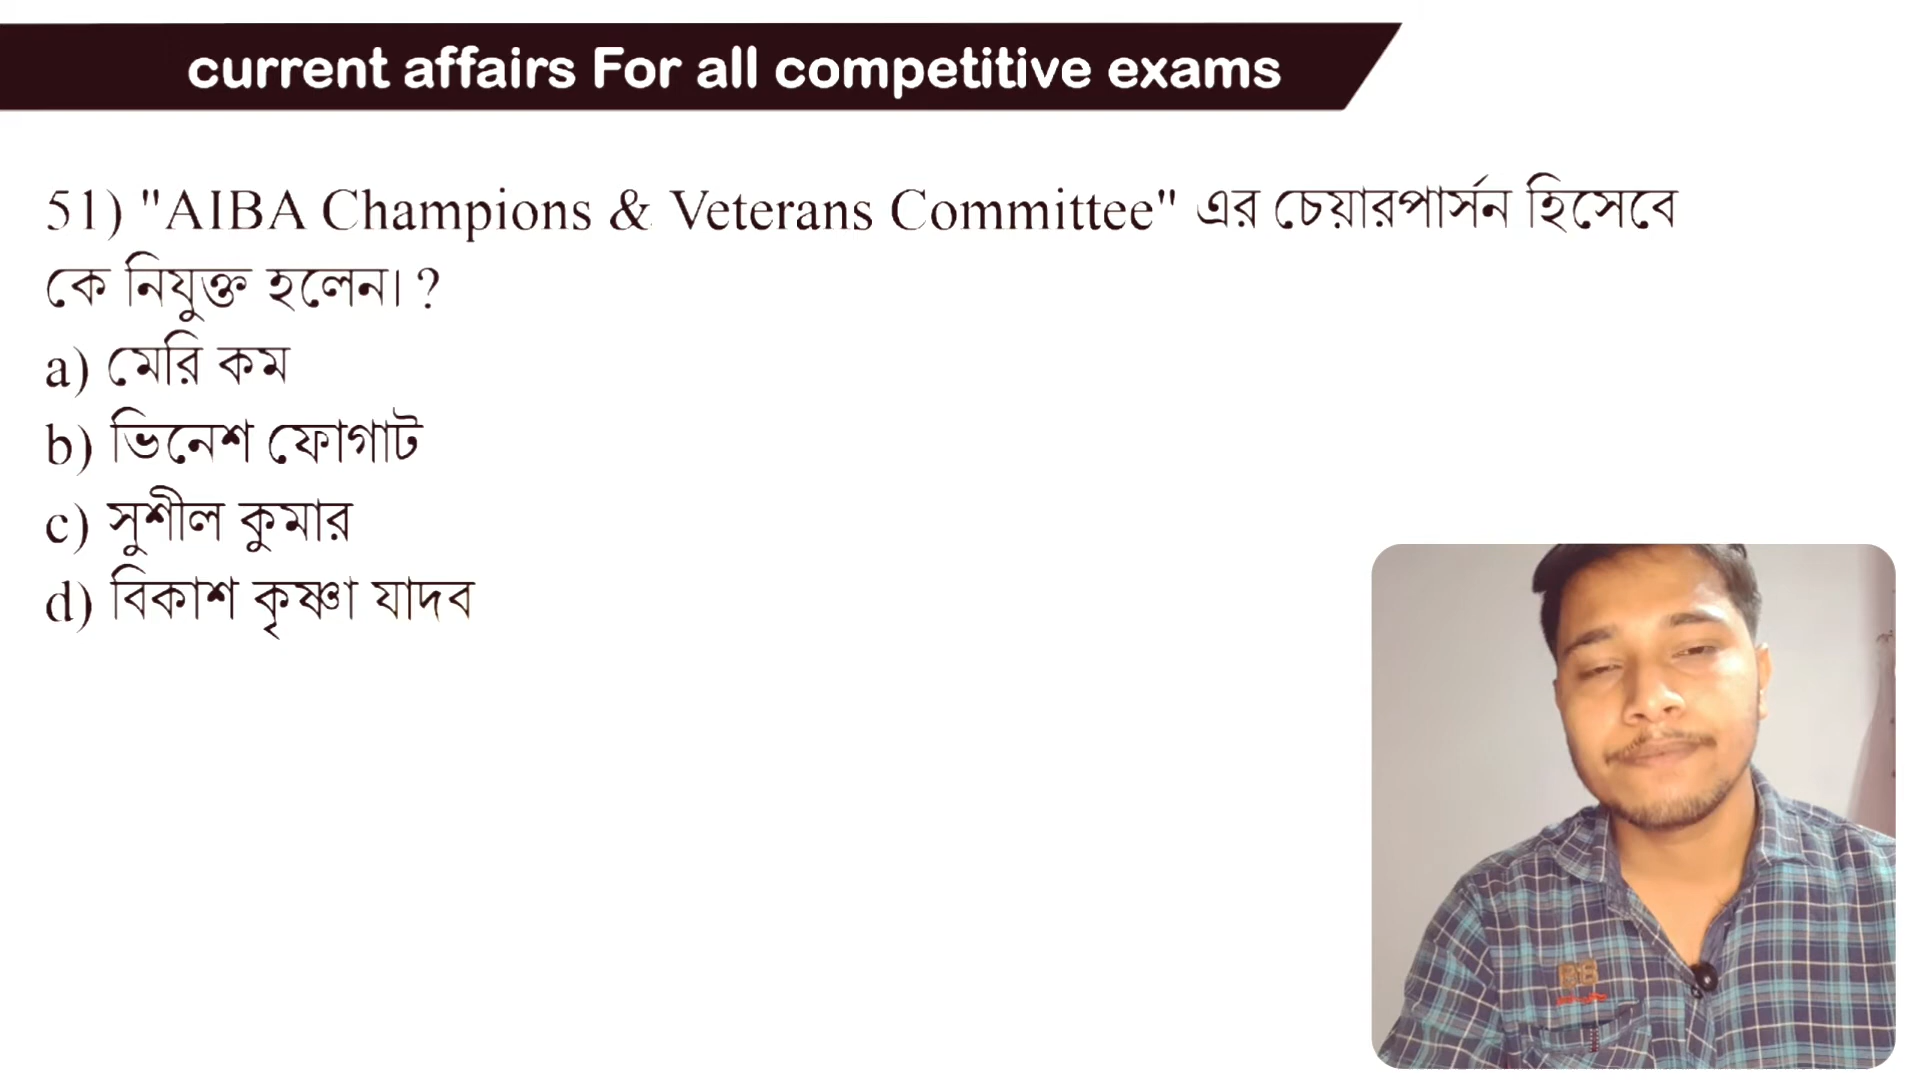 current affairs For all competitive exams
51) "AIBA Champions & Veterans Committee" এর চেয়ারপার্সন হিসেবে
কে নিযুক্ত হলেন। ?
a) মেরি কম
b) ভিনেশ ফোগাট
c) সুশীল কুমার
d) বিকাশ কৃষ্ণা যাদব